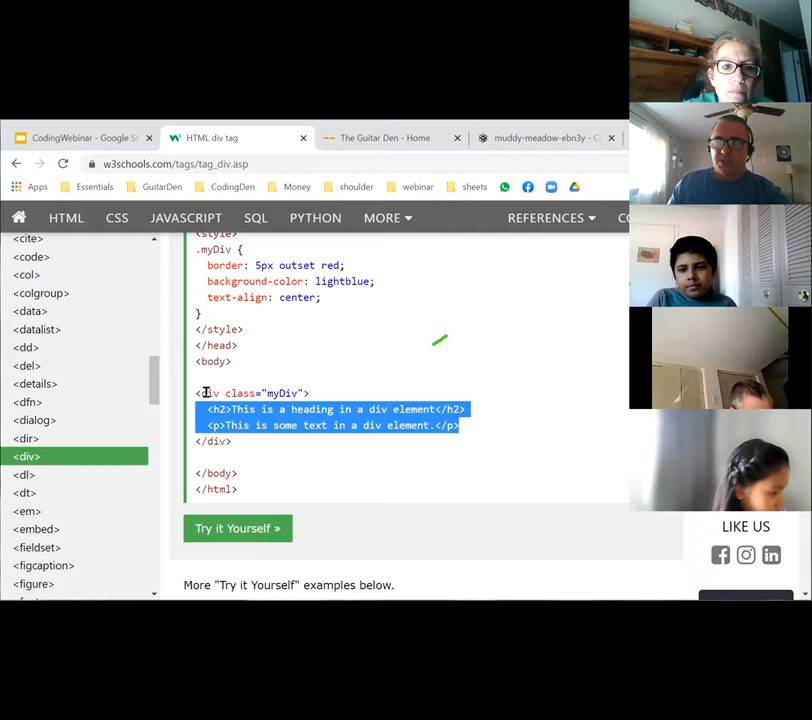 CodingWebinar - Google Sl
HTML div tag
The Guitar Den - Home
muddy-meadow-ebn3y - C
w3schools.com/tags/tag_div.asp
Apps
Essentials
GuitarDen
CodingDen
Money
shoulder
webinar
sheets
HTML
CSS
JAVASCRIPT
SQL
PYTHON
MORE
REFERENCES
<cite>
<code>
<col>
<colgroup>
<data>
<datalist>
<dd>
<del>
<details>
<dfn>
<dialog>
<dir>
<div>
<dl>
<dt>
<em>
<embed>
<fieldset>
<figcaption>
<figure>
<style>
.myDiv {
border: 5px outset red;
background-color: lightblue;
text-align: center;
}
</style>
</head>
<body>
<div class="myDiv">
<h2>This is a heading in a div element</h2>
<p>This is some text in a div element.</p>
</div>
</body>
</html>
Try it Yourself »
More "Try it Yourself" examples below.
LIKE US